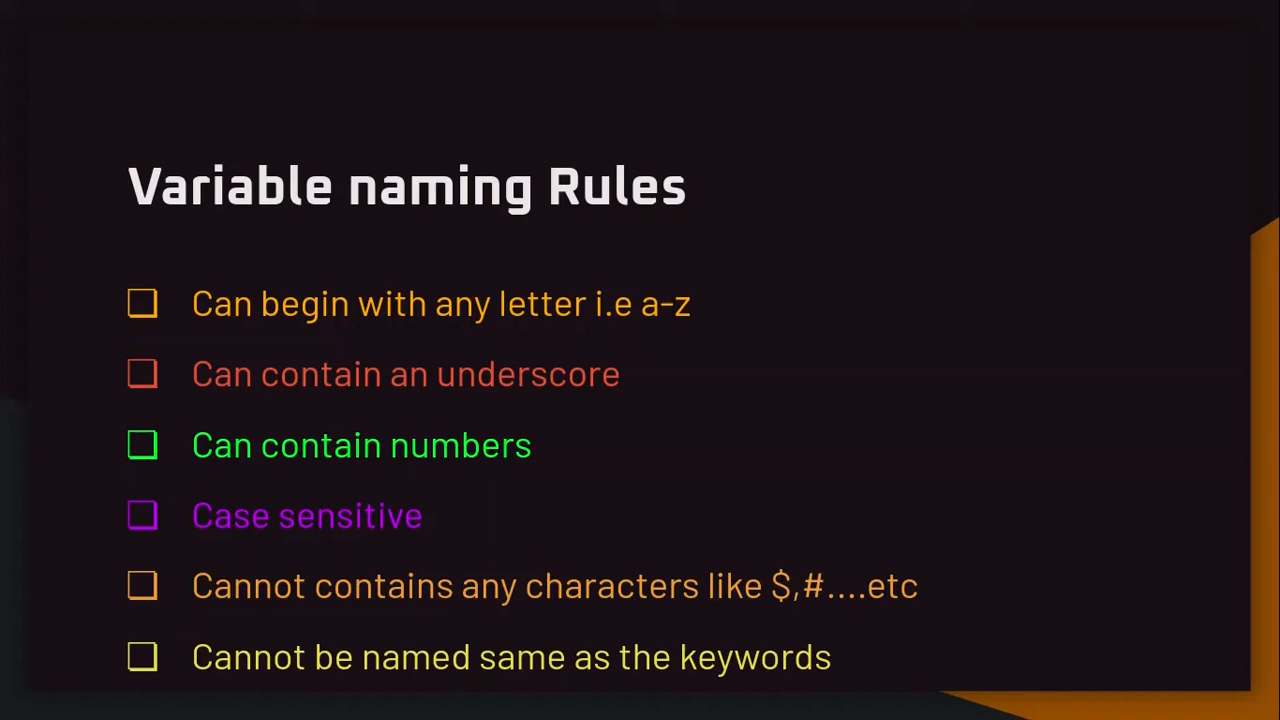 Variable naming Rules
❏ Can begin with any letter i.e a-z
❏ Can contain an underscore
❏ Can contain numbers
❏ Case sensitive
❏ Cannot contains any characters like $,#....etc
❏ Cannot be named same as the keywords